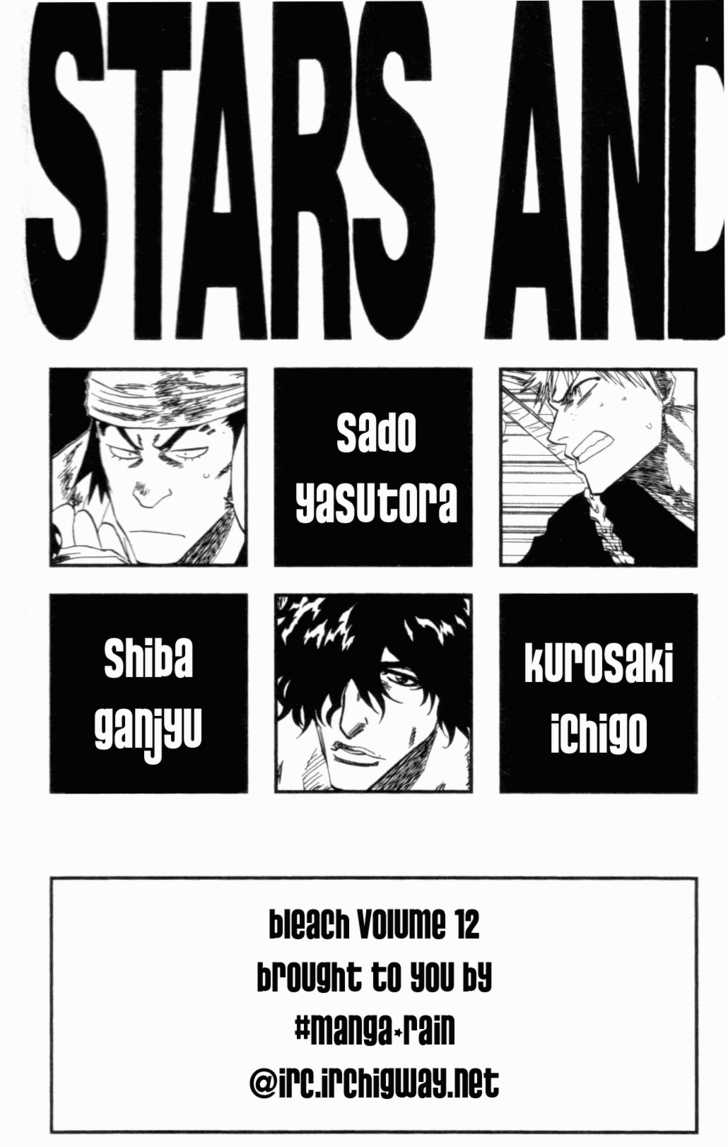 STARS AND
Sado
yasutora
Shiba
ganjyu
kurosaki
ichigo
bleach Volume 12
brought to you by
#manga★rain
@irc.irchigway.net